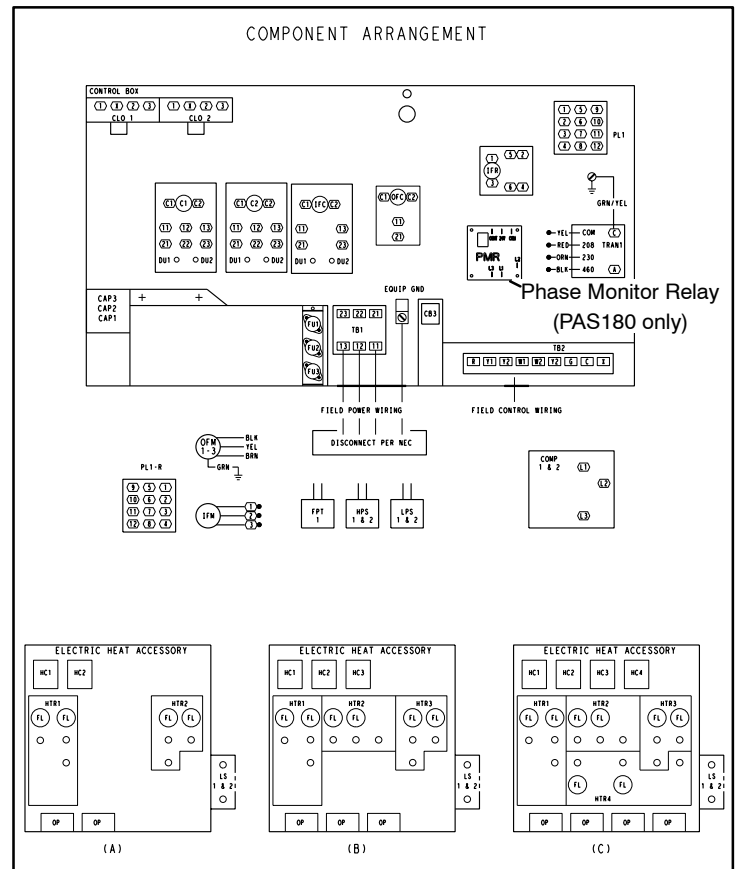 COMPONENT ARRANGEMENT
CONTROL BOX
1 R 2 3 1 R 2 3
CLO 1 CLO 2
1 5 9
2 6 10
3 7 11
4 8 12
PL1
1 5 2
IFR
3 6 4
GRN/YEL
C1 C1 C2 C1 C2 C2 C1 IFC C2 C1 OFC C2
11 12 13 11 12 13 11 13 11
21 22 23 21 22 23 21 23 21
DU1 DU2 DU1 DU2 DU1 DU2
PMR
L3 L1 L2
YEL COM C
RED 208 TRAN1
ORN 230
BLK 460 A
Phase Monitor Relay
(PAS180 only)
EQUIP GND
CAP3
CAP2
CAP1
+ +
FU1
FU2
FU3
23 22 21
TB1
13 12 11
CB3
TB2
R Y1 Y2 W1 W2 Y2 G C X
FIELD POWER WIRING FIELD CONTROL WIRING
DISCONNECT PER NEC
OFM
1-3
BLK
YEL
BRN
GRN
PL1-R
9 5 1
10 6 2
11 7 3
12 8 4
IFM
1
2
3
FPT
1
HPS
1 & 2
LPS
1 & 2
COMP
1 & 2
L1
L2
L3
ELECTRIC HEAT ACCESSORY
HC1 HC2
HTR1 HTR2
FL FL FL FL
LS
1 & 2
OP OP
(A)
ELECTRIC HEAT ACCESSORY
HC1 HC2 HC3
HTR1 HTR2 HTR3
FL FL FL FL FL FL
LS
1 & 2
OP OP OP
(B)
ELECTRIC HEAT ACCESSORY
HC1 HC2 HC3 HC4
HTR1 HTR2 HTR3
FL FL FL FL FL FL
FL FL
HTR4
LS
1 & 2
OP OP OP OP
(C)